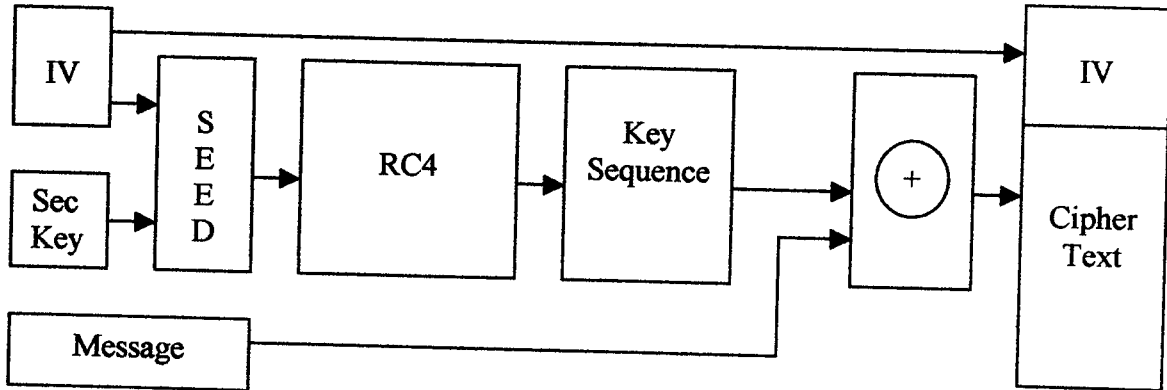 IV
Sec
Key
S
E
E
D
RC4
Key
Sequence
+
IV
Cipher
Text
Message